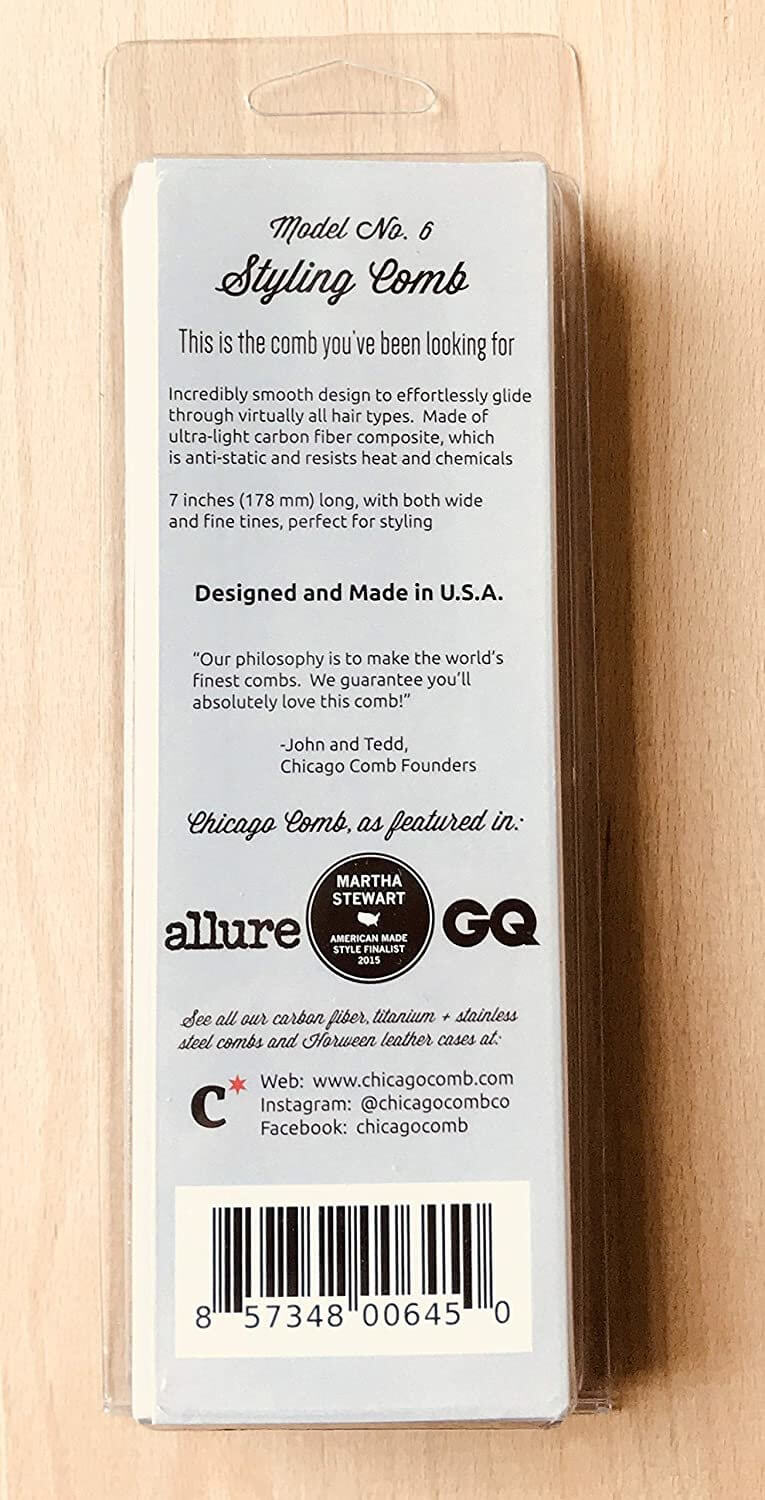 Model No. 6
Styling Comb
This is the comb you've been looking for
Incredibly smooth design to effortlessly glide
through virtually all hair types.  Made of
ultra-light carbon fiber composite, which
is anti-static and resists heat and chemicals
7 inches (178 mm) long, with both wide
and fine tines, perfect for styling
Designed and Made in U.S.A.
“Our philosophy is to make the world’s
finest combs.  We guarantee you’ll
absolutely love this comb!”
-John and Tedd,
Chicago Comb Founders
Chicago Comb, as featured in:
allure
MARTHA
STEWART
AMERICAN MADE
STYLE FINALIST
2015
GQ
See all our carbon fiber, titanium + stainless
steel combs and Horween leather cases at:
C*
Web:  www.chicagocomb.com
Instagram:  @chicagocombco
Facebook:  chicagocomb
8 57348 00645 0